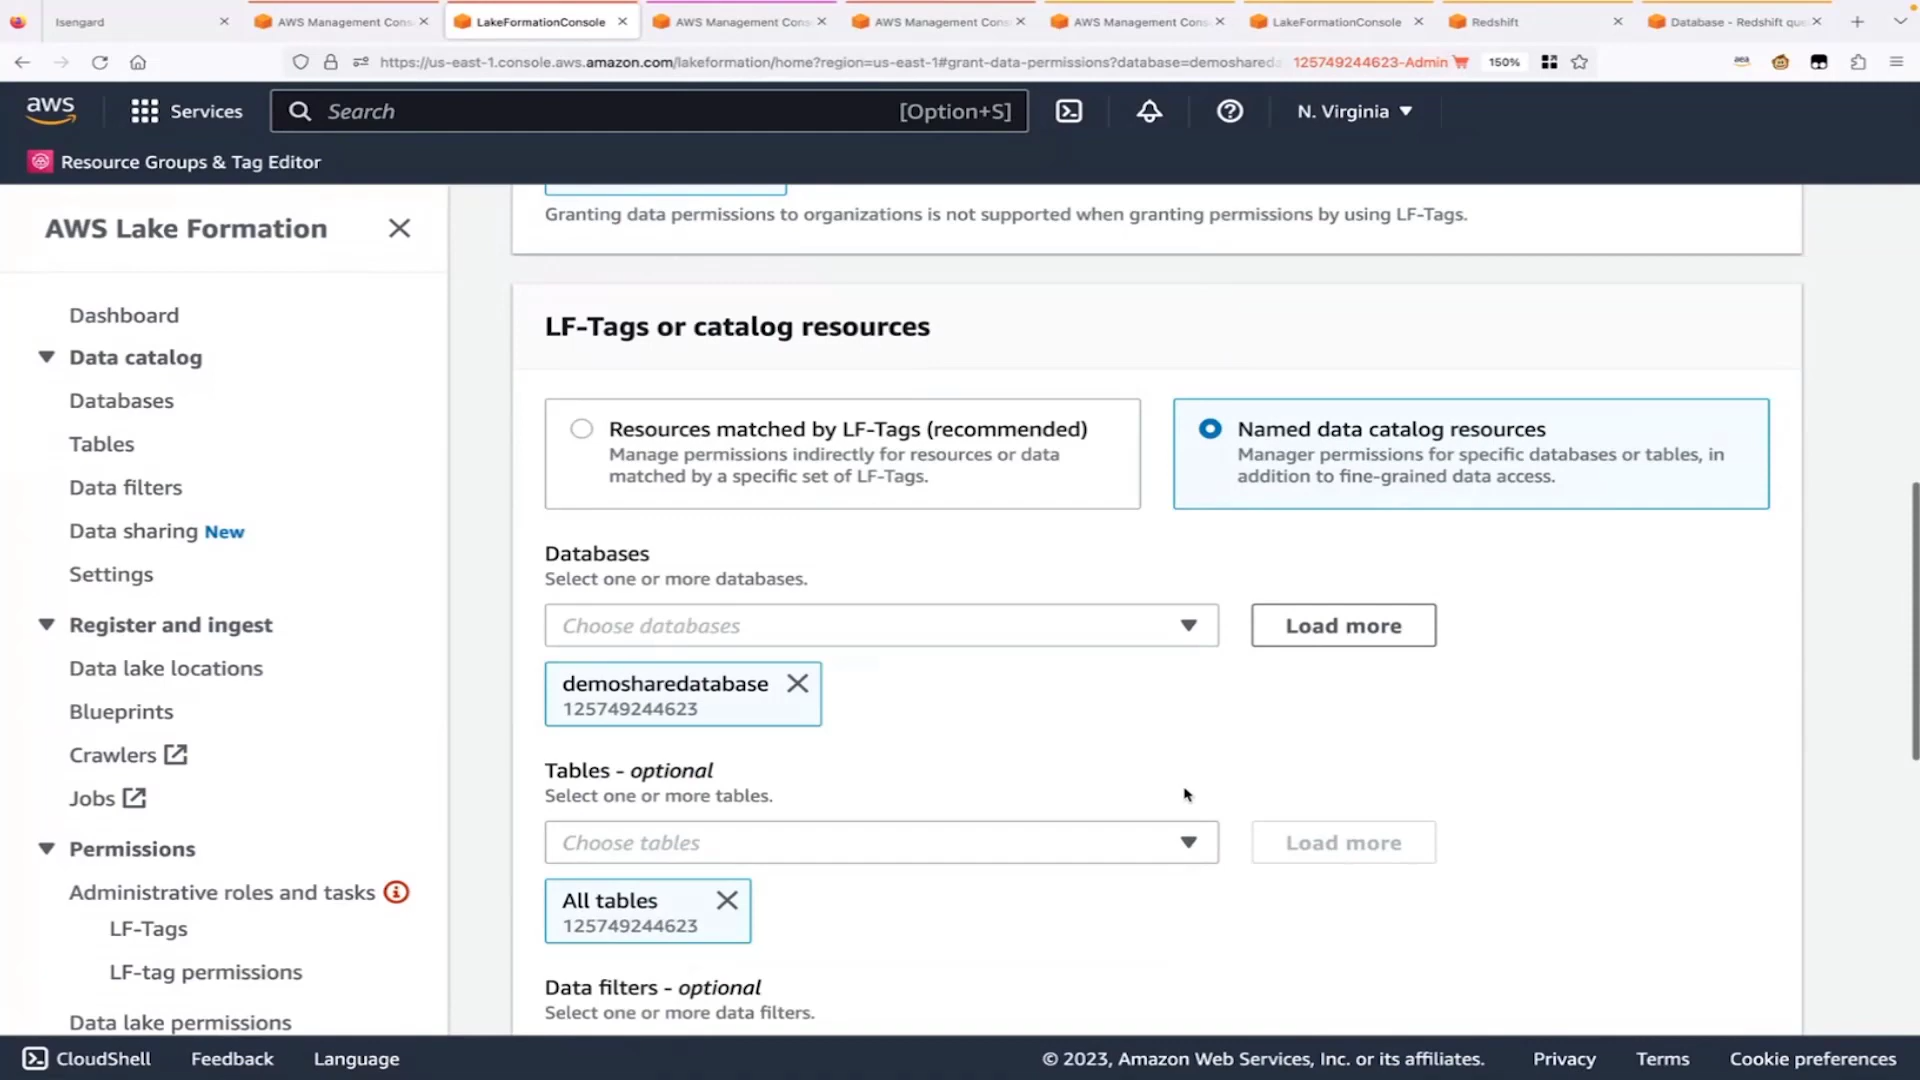 Isengard
AWS Management Cons
LakeFormationConsole
AWS Management Cons
AWS Management Cons
AWS Management Cons
LakeFormationConsole
Redshift
Database - Redshift que
https://us-east-1.console.aws.amazon.com/lakeformation/home?region=us-east-1#grant-data-permissions?database=demoshared
125749244623-Admin
150%
aws
Services
Search
[Option+S]
N. Virginia
Resource Groups & Tag Editor
AWS Lake Formation
Dashboard
Data catalog
Databases
Tables
Data filters
Data sharing New
Settings
Register and ingest
Data lake locations
Blueprints
Crawlers
Jobs
Permissions
Administrative roles and tasks
LF-Tags
LF-tag permissions
Data lake permissions
Granting data permissions to organizations is not supported when granting permissions by using LF-Tags.
LF-Tags or catalog resources
Resources matched by LF-Tags (recommended)
Manage permissions indirectly for resources or data
matched by a specific set of LF-Tags.
Named data catalog resources
Manager permissions for specific databases or tables, in
addition to fine-grained data access.
Databases
Select one or more databases.
Choose databases
Load more
demosharedatabase
125749244623
Tables - optional
Select one or more tables.
Choose tables
Load more
All tables
125749244623
Data filters - optional
Select one or more data filters.
CloudShell
Feedback
Language
© 2023, Amazon Web Services, Inc. or its affiliates.
Privacy
Terms
Cookie preferences